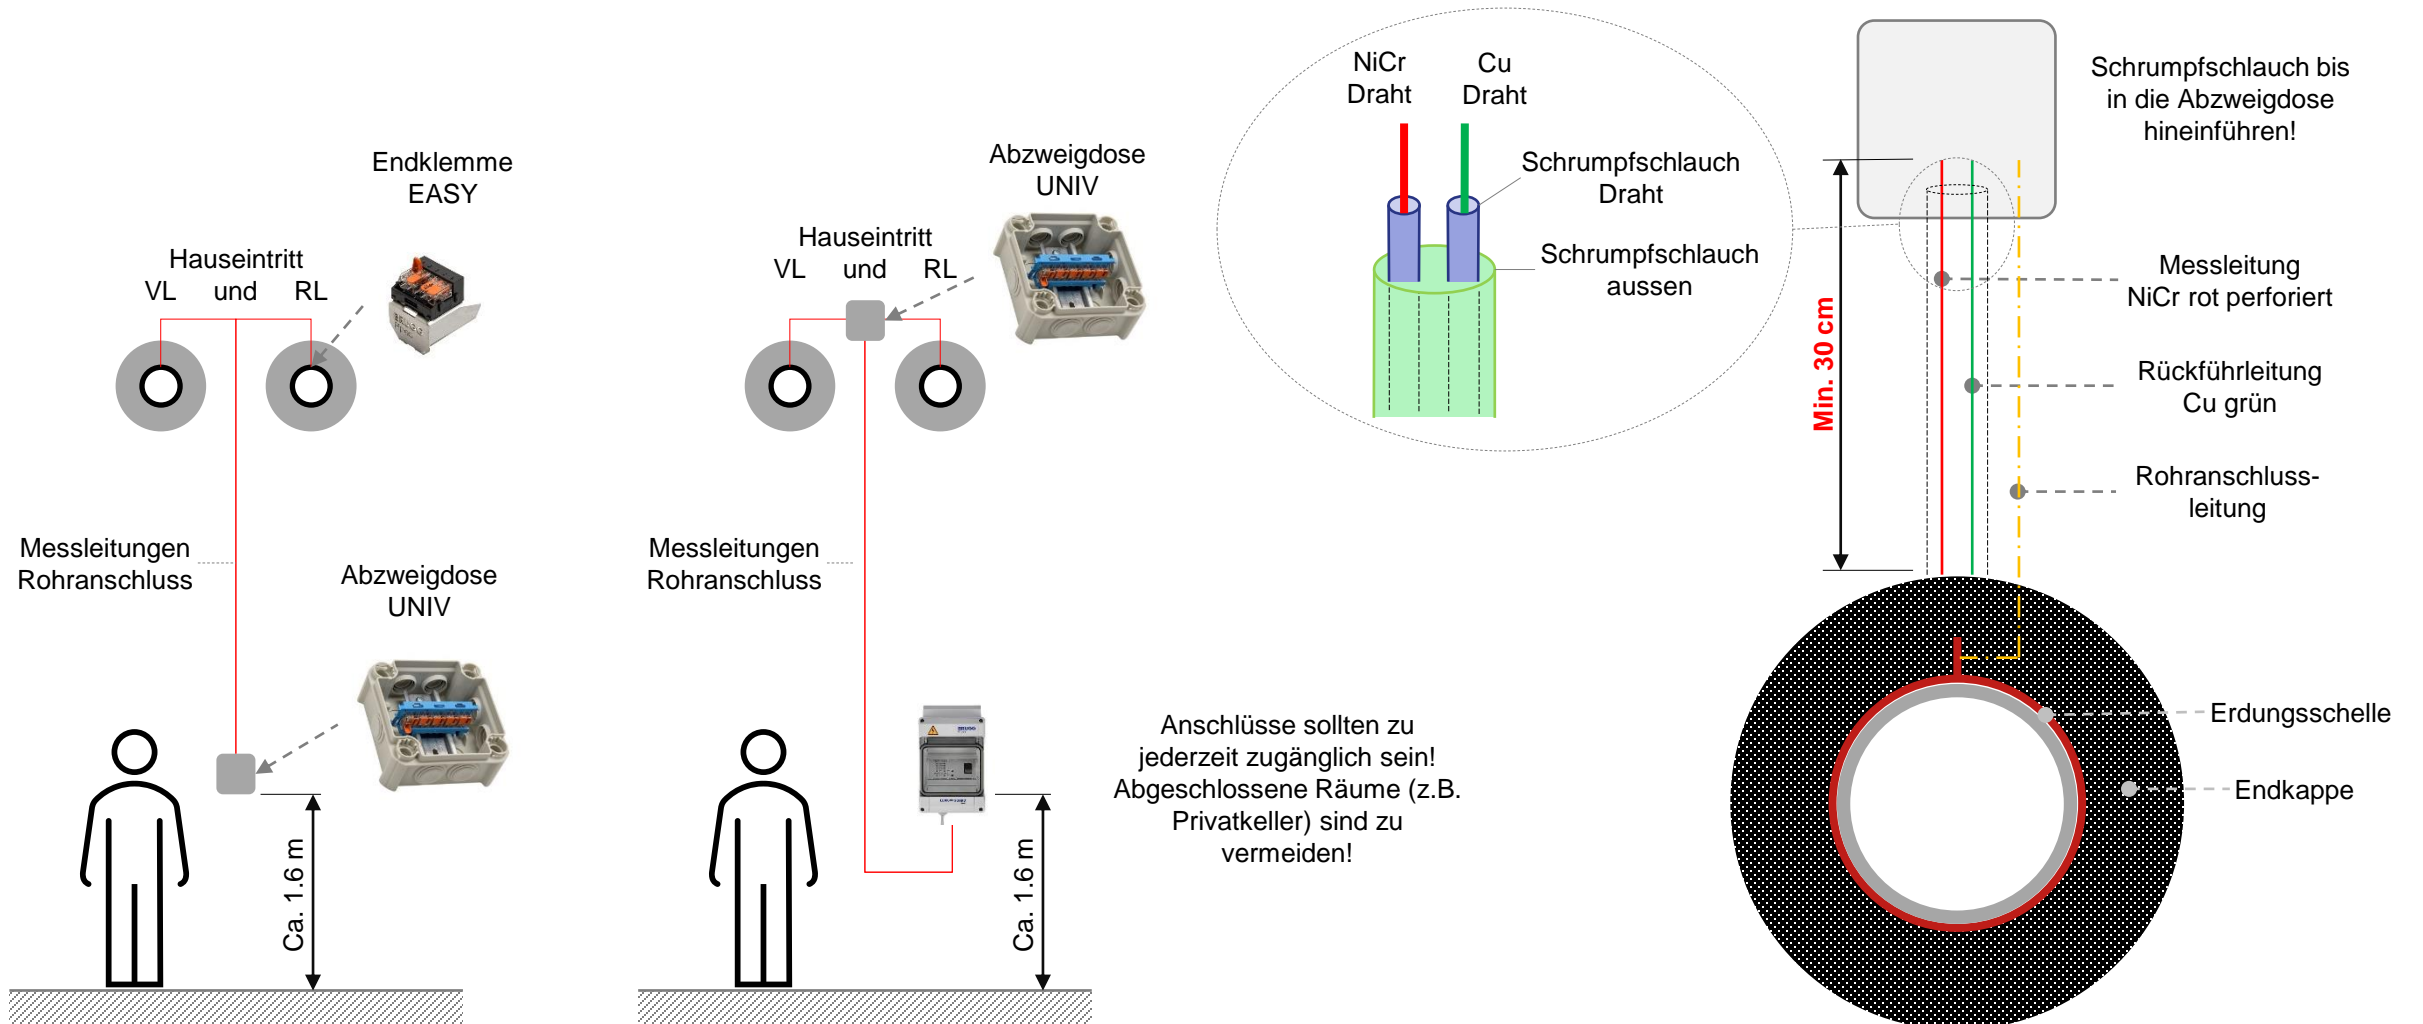 Endklemme
EASY
Hauseintritt
VL und RL
Messleitungen
Rohranschluss
Abzweigdose
UNIV
Ca. 1.6 m
Abzweigdose
UNIV
Hauseintritt
VL und RL
Messleitungen
Rohranschluss
Ca. 1.6 m
Anschlüsse sollten zu
jederzeit zugänglich sein!
Abgeschlossene Räume (z.B.
Privatkeller) sind zu
vermeiden!
NiCr
Draht
Cu
Draht
Schrumpfschlauch
Draht
Schrumpfschlauch
aussen
Schrumpfschlauch bis
in die Abzweigdose
hineinführen!
Min. 30 cm
Messleitung
NiCr rot perforiert
Rückführleitung
Cu grün
Rohranschluss-
leitung
Erdungsschelle
Endkappe